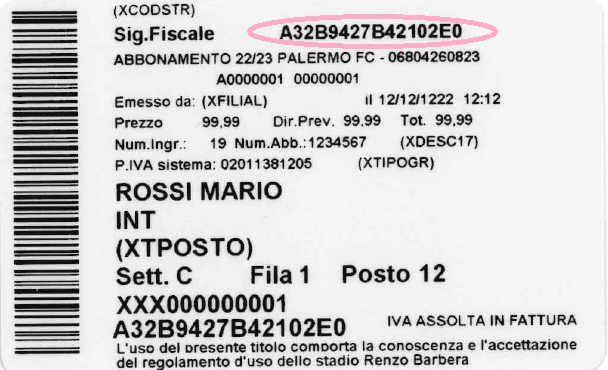 (XCODSTR)
Sig.Fiscale A32B9427B42102E0
ABBONAMENTO 22/23 PALERMO FC - 06804260823
A0000001 00000001
Emesso da: (XFILIAL) il 12/12/1222 12:12
Prezzo 99,99 Dir.Prev. 99.99 Tot. 99,99
Num.Ingr.: 19 Num.Abb.:1234567 (XDESC17)
P.IVA sistema: 02011381205 (XTIPOGR)
ROSSI MARIO
INT
(XTPOSTO)
Sett. C Fila 1 Posto 12
XXX000000001
A32B9427B42102E0 IVA ASSOLTA IN FATTURA
L'uso del presente titolo comporta la conoscenza e l'accettazione
del regolamento d'uso dello stadio Renzo Barbera